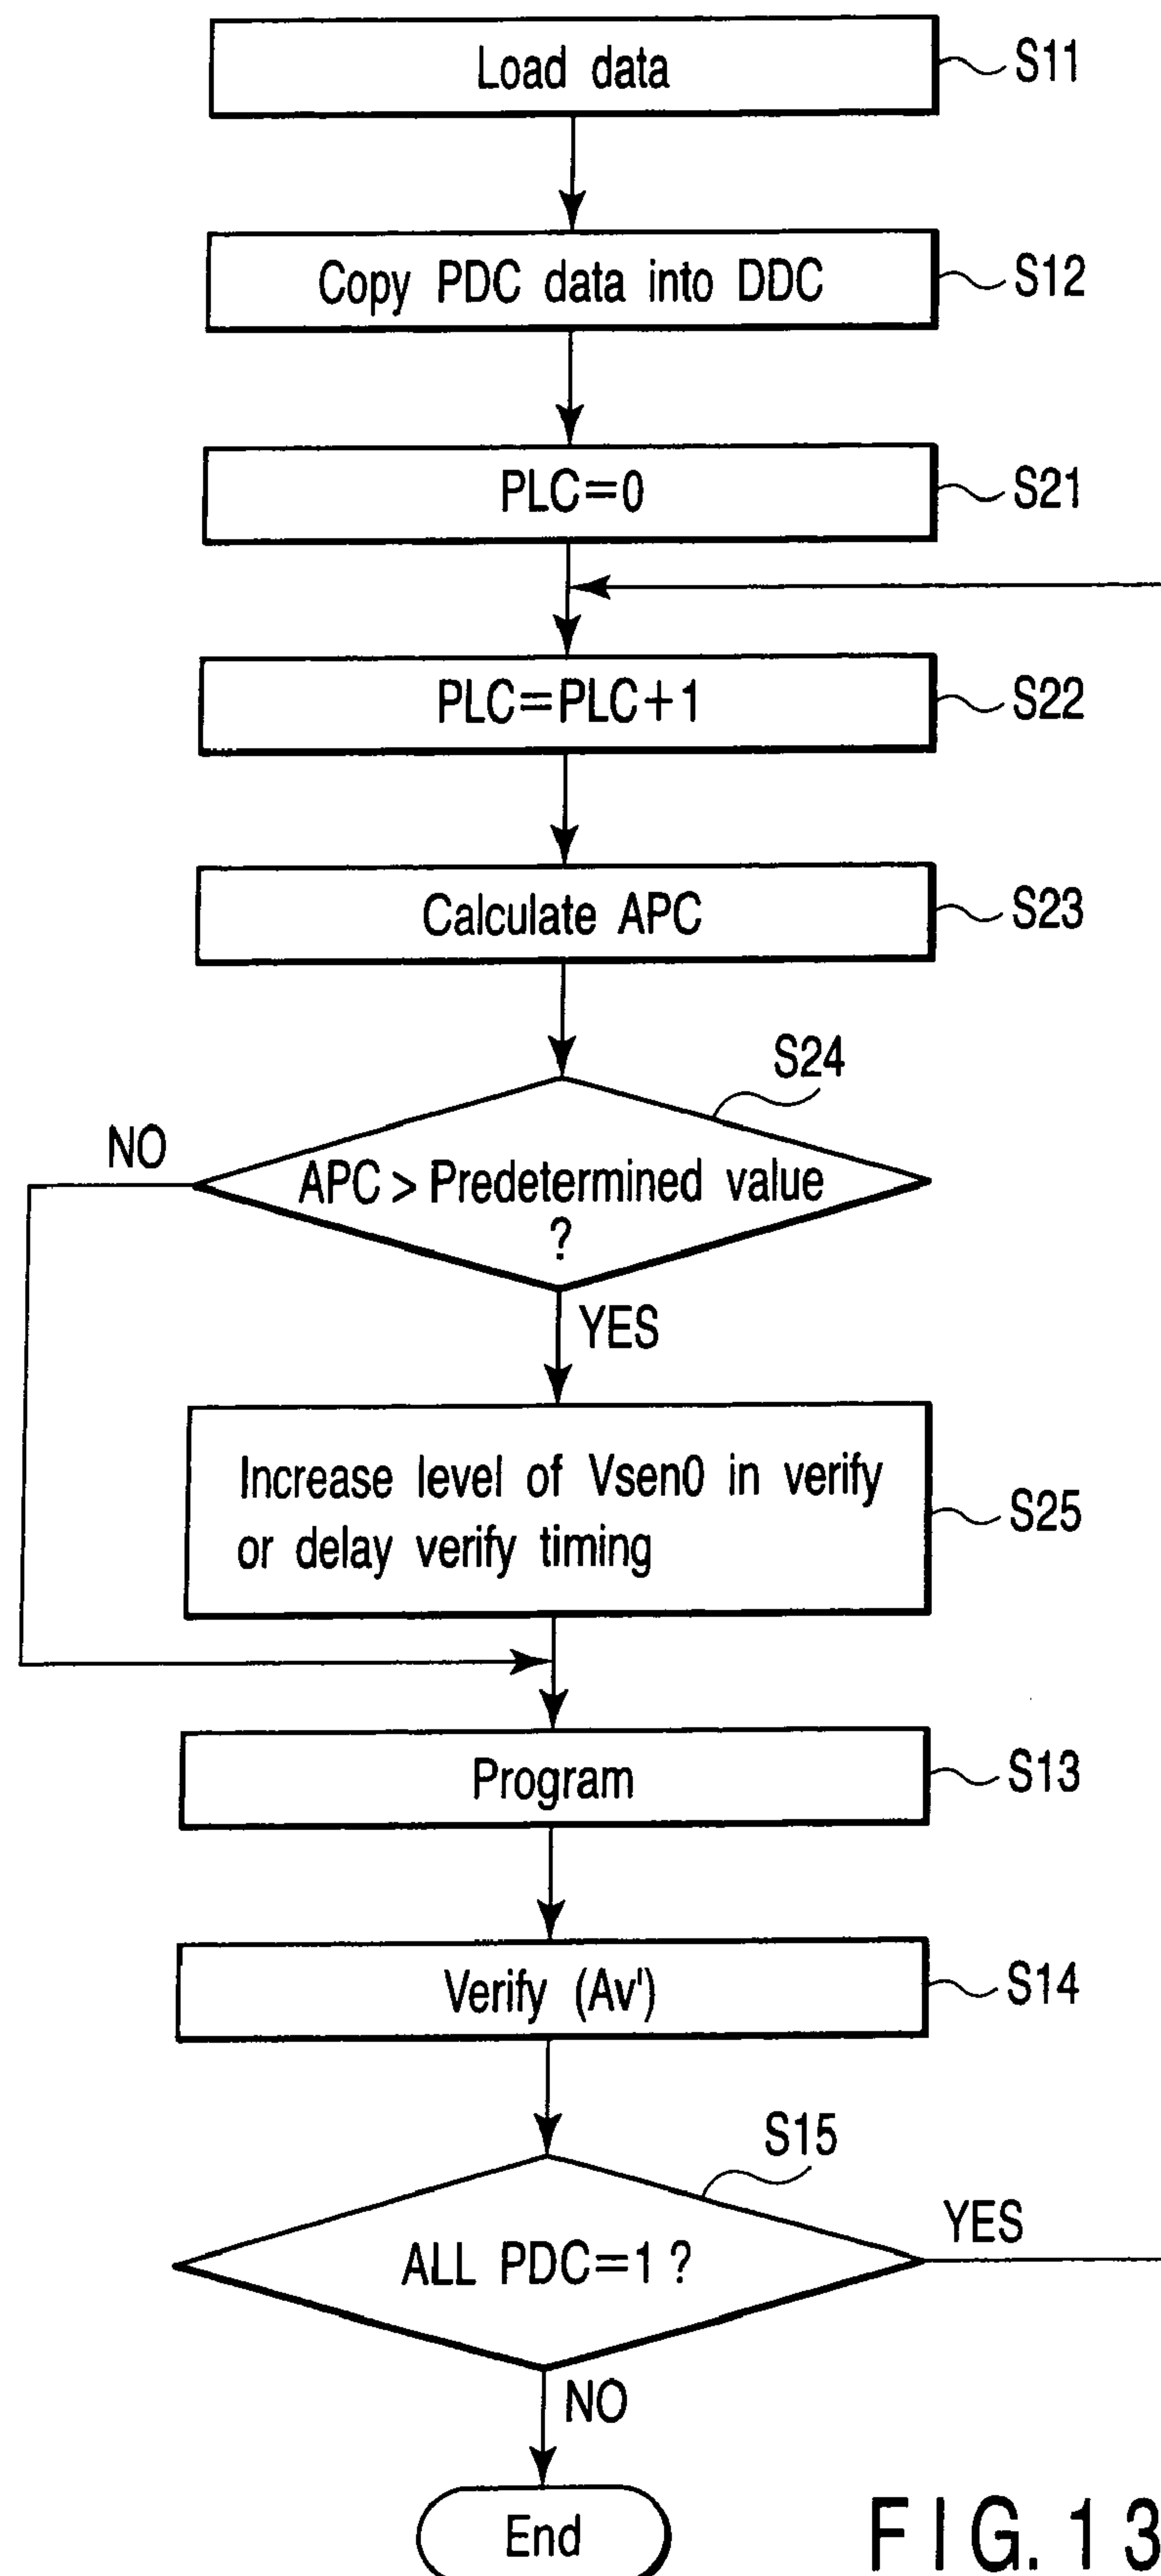 Load data
S11
Copy PDC data into DDC
S12
PLC=0
S21
PLC=PLC+1
S22
Calculate APC
S23
S24
NO
APC > Predetermined value
?
YES
Increase level of Vsen0 in verify
or delay verify timing
S25
Program
S13
Verify (Av')
S14
S15
ALL PDC=1 ?
YES
NO
End
FIG. 13